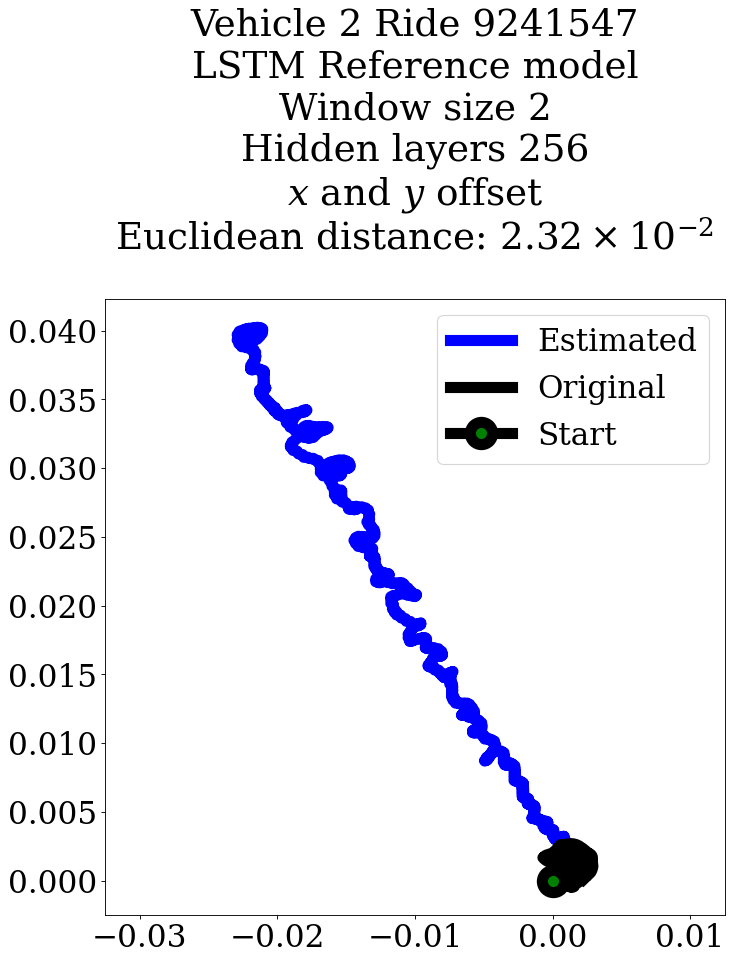 Vehicle 2 Ride 9241547
LSTM Reference model
Window size 2
Hidden layers 256
x and y offset
Euclidean distance: 2.32 × 10⁻²
Estimated
Original
Start
0.040
0.035
0.030
0.025
0.020
0.015
0.010
0.005
0.000
−0.03 −0.02 −0.01 0.00 0.01